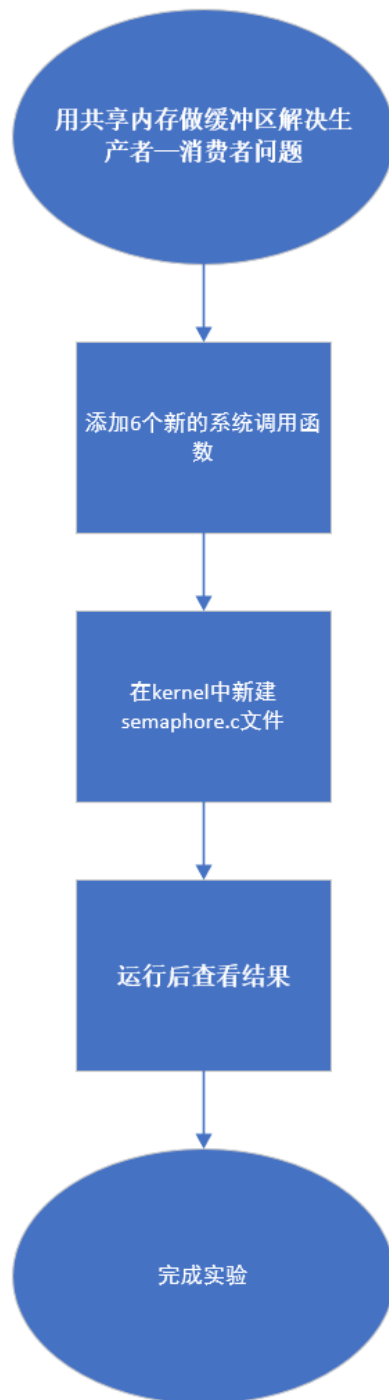 用共享内存做缓冲区解决生
产者—消费者问题
添加6个新的系统调用函
数
在kernel中新建
semaphore.c文件
运行后查看结果
完成实验